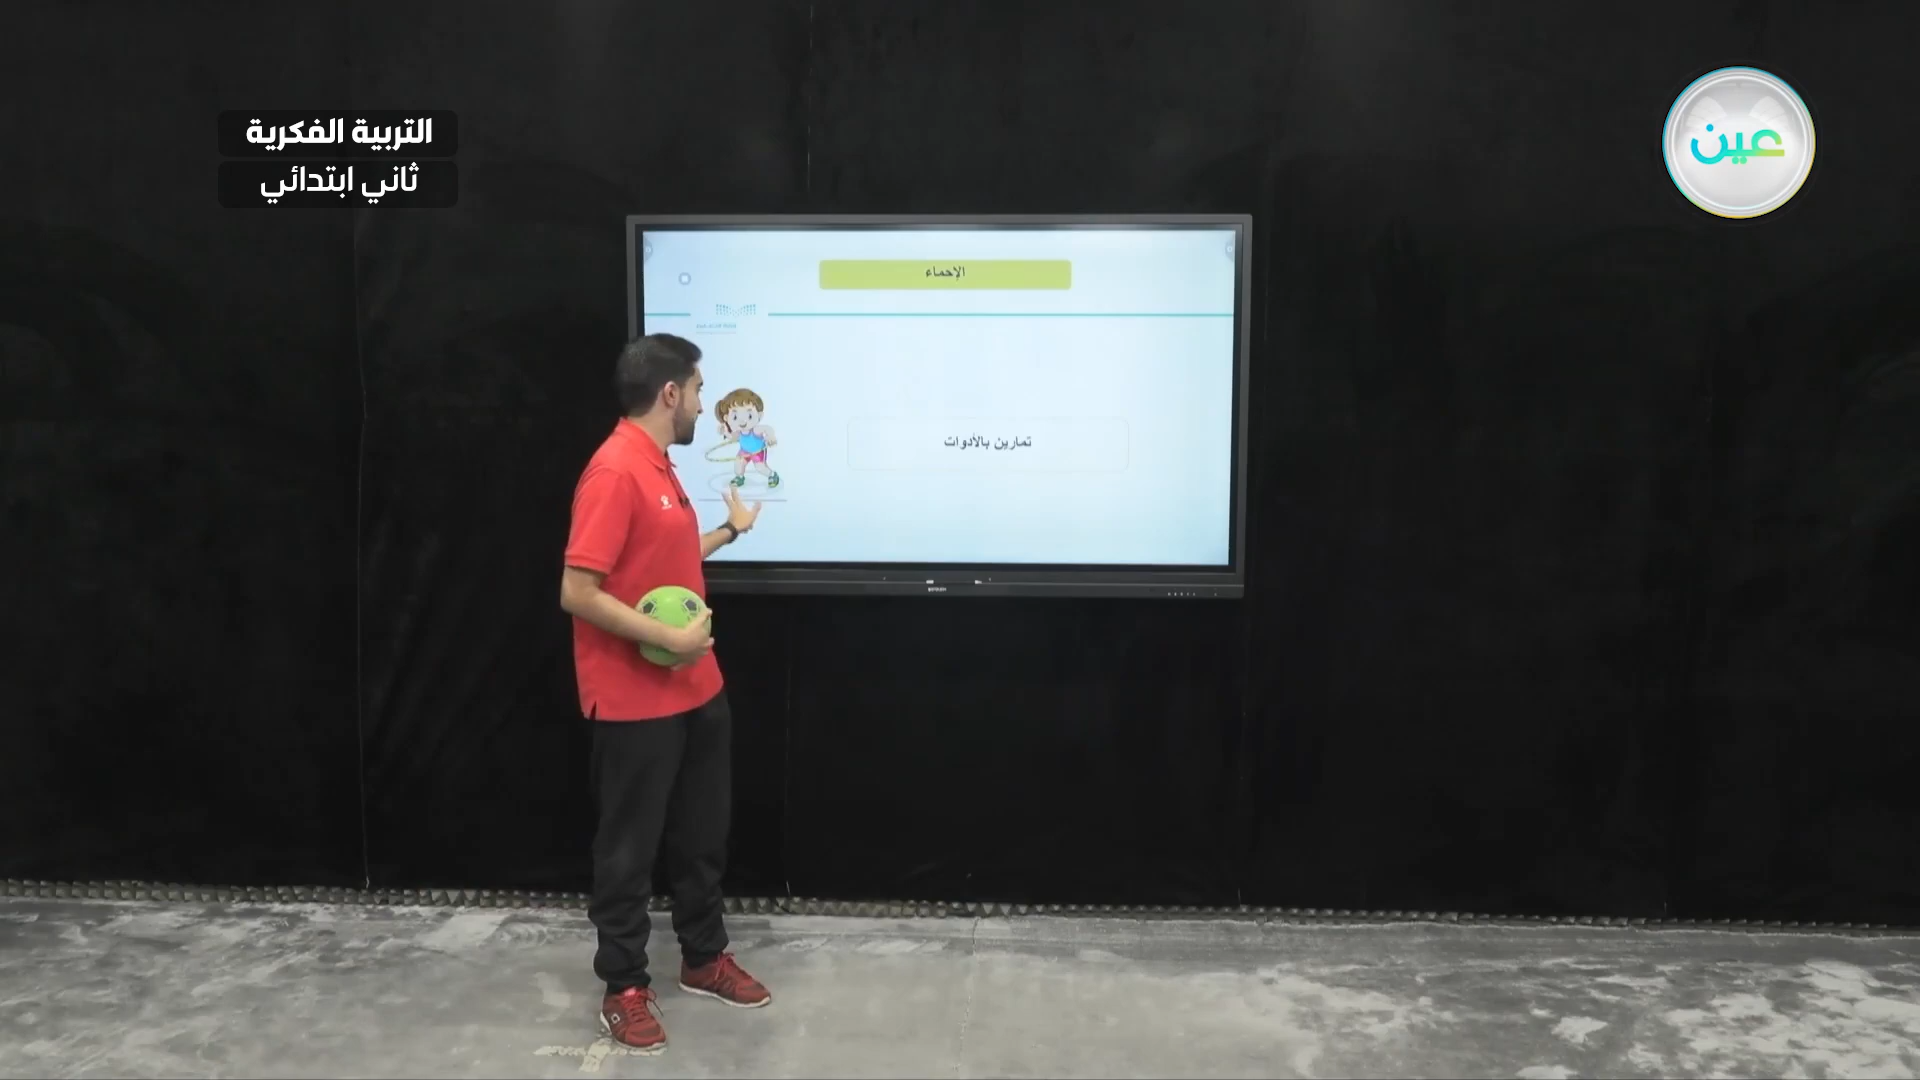 التربية الفكرية
ثاني ابتدائي
عين
الإحماء
تمارين بالأدوات